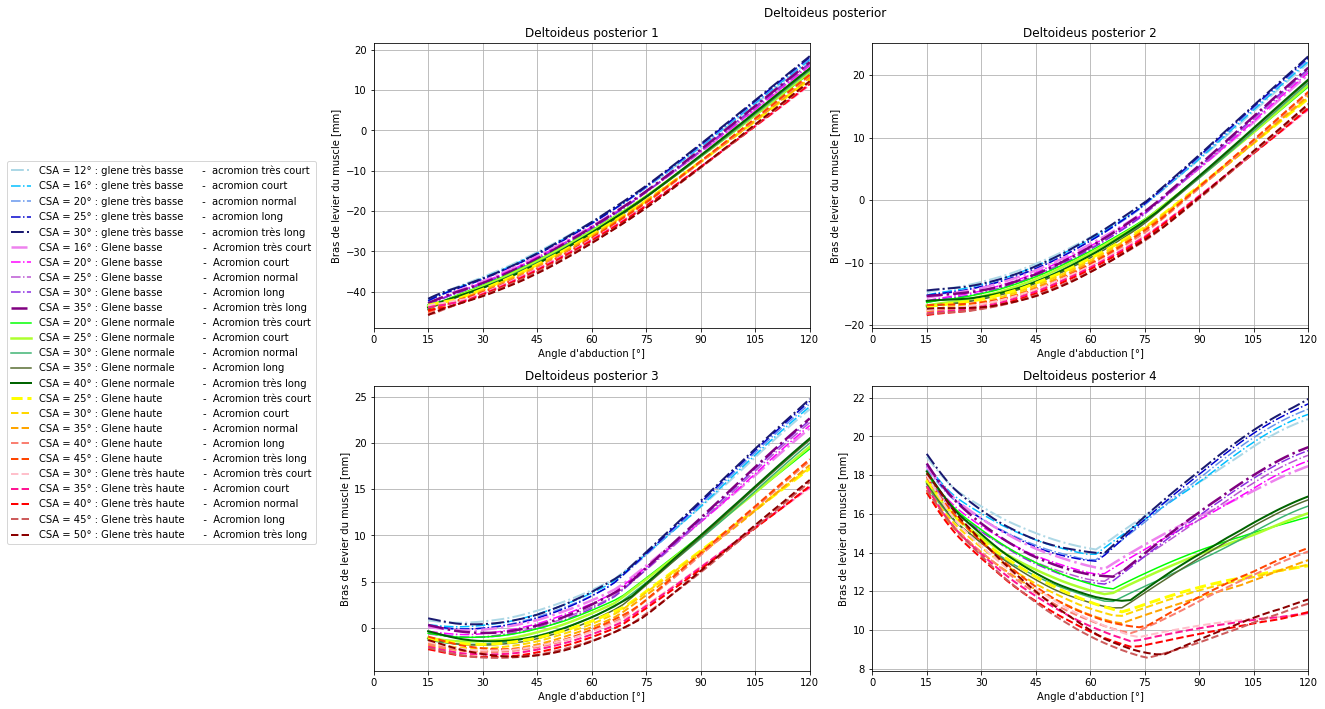 Deltoideus posterior
Deltoideus posterior 1
Deltoideus posterior 2
20
10
0
−10
−20
−30
−40
Bras de levier du muscle [mm]
0 15 30 45 60 75 90 105 120
Angle d'abduction [°]
20
10
0
−10
−20
Bras de levier du muscle [mm]
0 15 30 45 60 75 90 105 120
Angle d'abduction [°]
CSA = 12° : glene très basse - acromion très court
CSA = 16° : glene très basse - acromion court
CSA = 20° : glene très basse - acromion normal
CSA = 25° : glene très basse - acromion long
CSA = 30° : glene très basse - acromion très long
CSA = 16° : Glene basse - Acromion très court
CSA = 20° : Glene basse - Acromion court
CSA = 25° : Glene basse - Acromion normal
CSA = 30° : Glene basse - Acromion long
CSA = 35° : Glene basse - Acromion très long
CSA = 20° : Glene normale - Acromion très court
CSA = 25° : Glene normale - Acromion court
CSA = 30° : Glene normale - Acromion normal
CSA = 35° : Glene normale - Acromion long
CSA = 40° : Glene normale - Acromion très long
CSA = 25° : Glene haute - Acromion très court
CSA = 30° : Glene haute - Acromion court
CSA = 35° : Glene haute - Acromion normal
CSA = 40° : Glene haute - Acromion long
CSA = 45° : Glene haute - Acromion très long
CSA = 30° : Glene très haute - Acromion très court
CSA = 35° : Glene très haute - Acromion court
CSA = 40° : Glene très haute - Acromion normal
CSA = 45° : Glene très haute - Acromion long
CSA = 50° : Glene très haute - Acromion très long
Deltoideus posterior 3
Deltoideus posterior 4
25
20
15
10
5
0
Bras de levier du muscle [mm]
0 15 30 45 60 75 90 105 120
Angle d'abduction [°]
22
20
18
16
14
12
10
8
Bras de levier du muscle [mm]
0 15 30 45 60 75 90 105 120
Angle d'abduction [°]